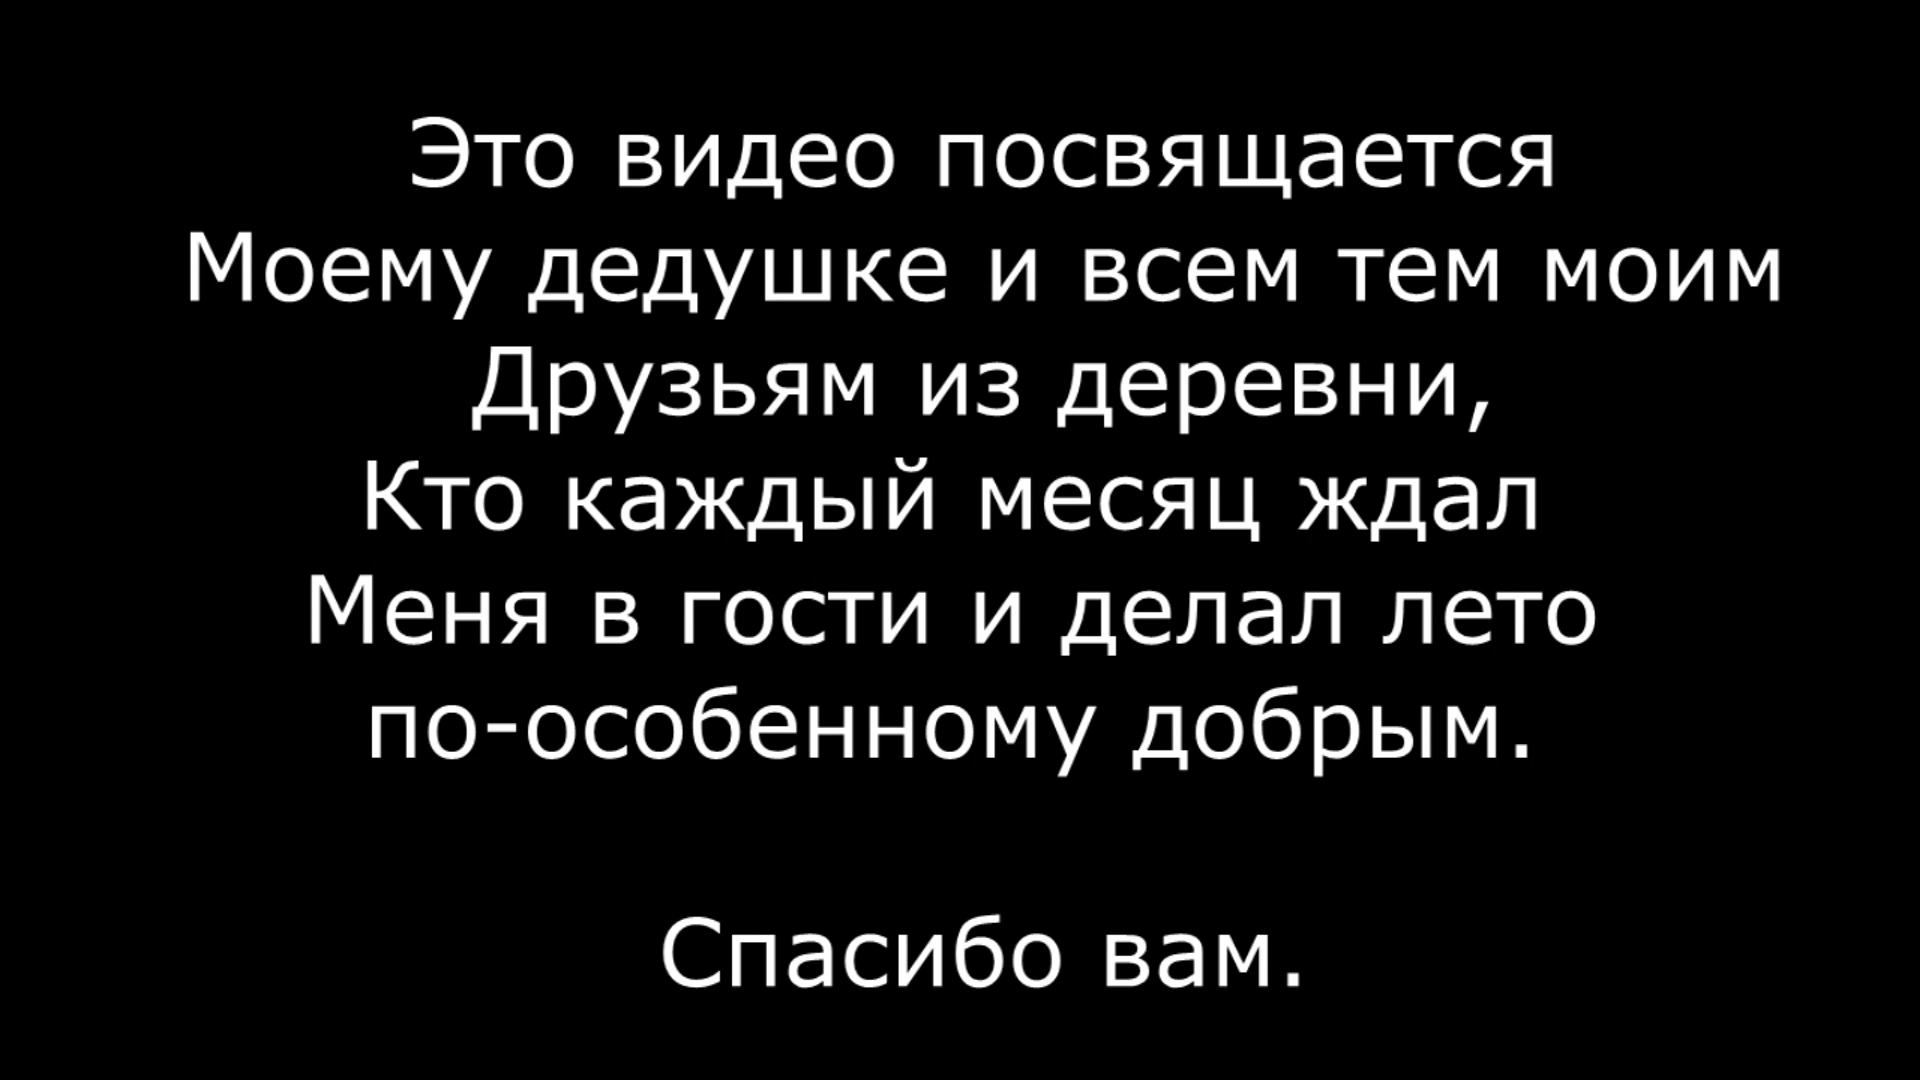 Это видео посвящается
Моему дедушке и всем тем моим
Друзьям из деревни,
Кто каждый месяц ждал
Меня в гости и делал лето
по-особенному добрым.
Спасибо вам.